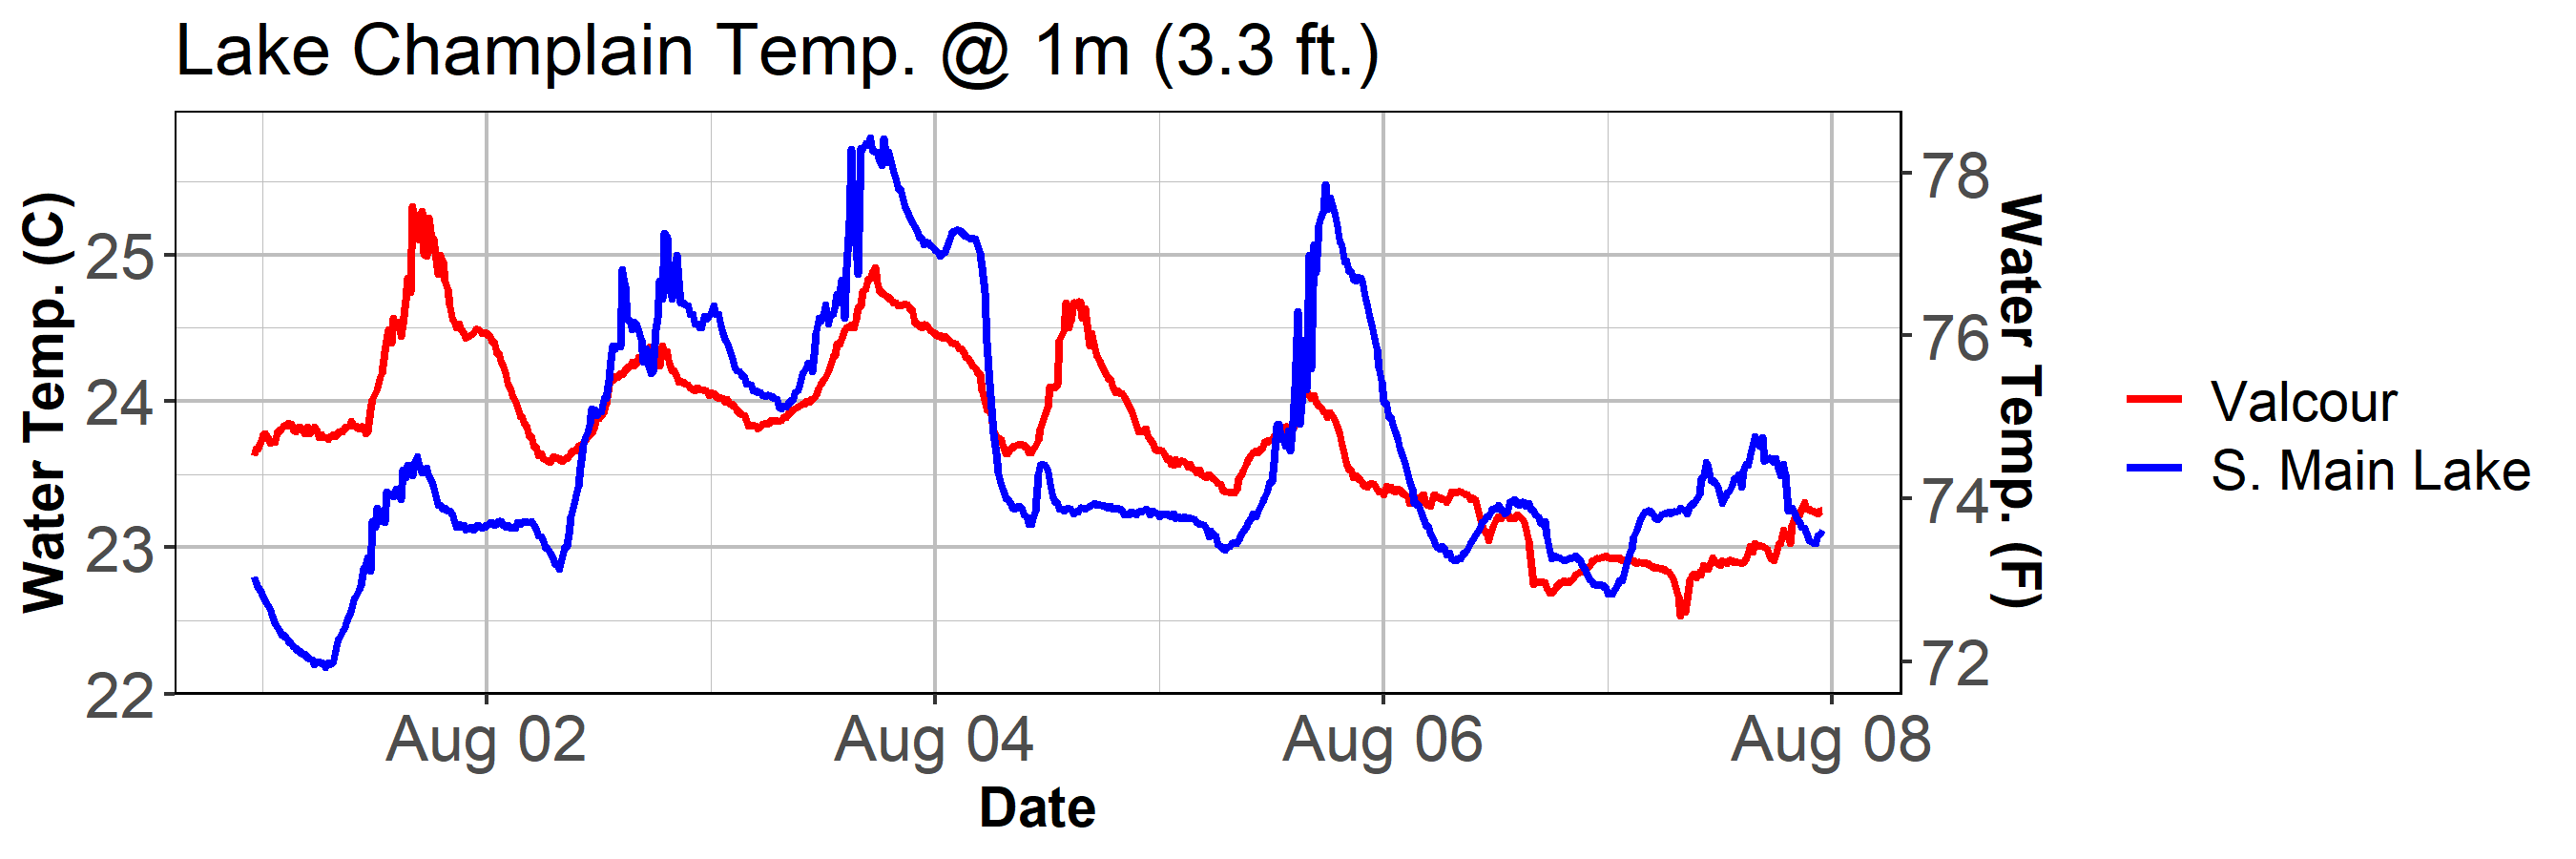 Lake Champlain Temp. @ 1m (3.3 ft.)
Water Temp. (C)
25
24
23
22
78
76
74
72
Water Temp. (F)
Aug 02
Aug 04
Aug 06
Aug 08
Date
Valcour
S. Main Lake